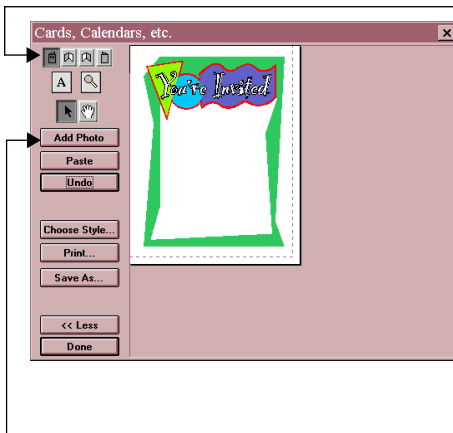 Cards, Calendars, etc.
A
You're Invited
Add Photo
Paste
Undo
Choose Style...
Print...
Save As...
<< Less
Done